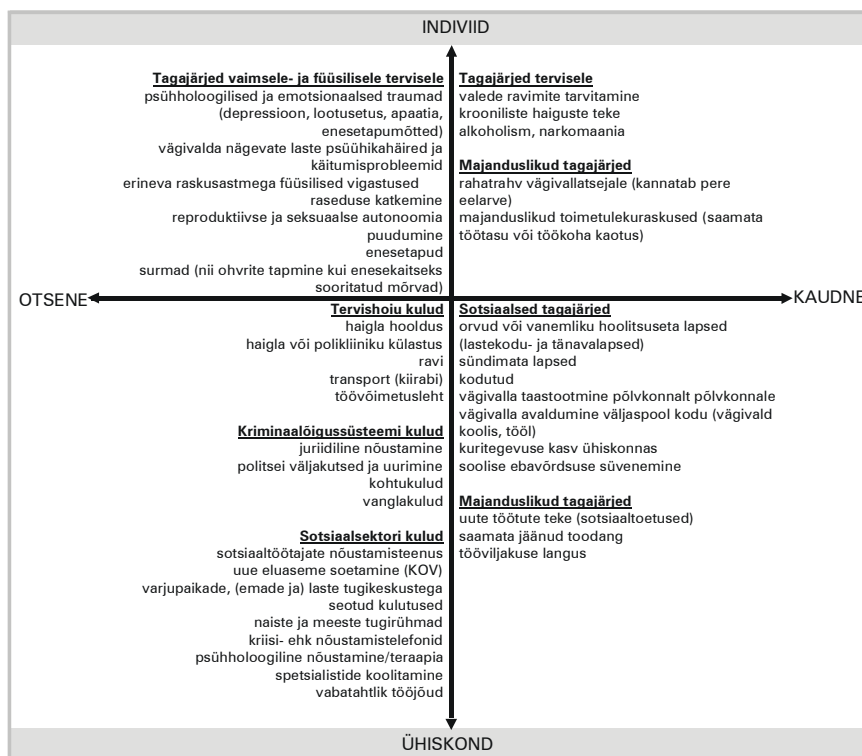 INDIVIID
Tagajärjed vaimsele- ja füüsilisele tervisele
psühholoogilised ja emotsionaalsed traumad
(depressioon, lootusetus, apaatia,
enesetapumõtted)
vägivalda nägevate laste psüühikahäired ja
käitumisprobleemid
erineva raskusastmega füüsilised vigastused
raseduse katkemine
reproduktiivse ja seksuaalse autonoomia
puudumine
enesetapud
surmad (nii ohvrite tapmine kui enesekaitseks
sooritatud mõrvad)
Tagajärjed tervisele
valede ravimite tarvitamine
krooniliste haiguste teke
alkoholism, narkomaania
Majanduslikud tagajärjed
rahatrahv vägivallatsejale (kannatab pere
eelarve)
majanduslikud toimetulekuraskused (saamata
töötasu või töökoha kaotus)
OTSENE
KAUDNE
Tervishoiu kulud
haigla hooldus
haigla või polikliiniku külastus
ravi
transport (kiirabi)
töövõimetusleht
Kriminaalõigussüsteemi kulud
juriidiline nõustamine
politsei väljakutsed ja uurimine
kohtukulud
vanglakulud
Sotsiaalsektori kulud
sotsiaaltöötajate nõustamisteenus
uue eluaseme soetamine (KOV)
varjupaikade, (emade ja) laste tugikeskustega
seotud kulutused
naiste ja meeste tugirühmad
kriisi- ehk nõustamistelefonid
psühholoogiline nõustamine/teraapia
spetsialistide koolitamine
vabatahtlik tööjõud
Sotsiaalsed tagajärjed
orvud või vanemliku hoolitsuseta lapsed
(lastekodu- ja tänavalapsed)
sündimata lapsed
kodutud
vägivalla taastootmine põlvkonnalt põlvkonnale
vägivalla avaldumine väljaspool kodu (vägivald
koolis, tööl)
kuritegevuse kasv ühiskonnas
soolise ebavõrdsuse süvenemine
Majanduslikud tagajärjed
uute töötute teke (sotsiaaltoetused)
saamata jäänud toodang
tööviljakuse langus
ÜHISKOND